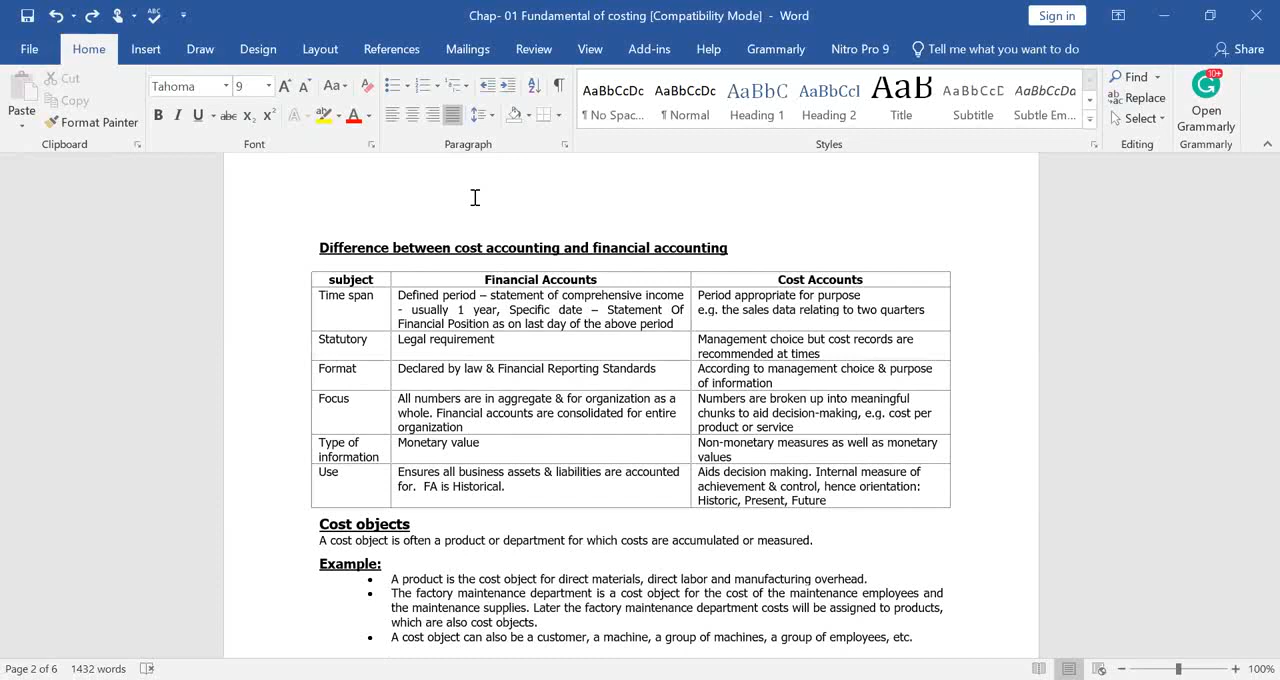 Chap- 01 Fundamental of costing [Compatibility Mode] - Word
Sign in
File Home Insert Draw Design Layout References Mailings Review View Add-ins Help Grammarly Nitro Pro 9 Tell me what you want to do Share
Paste
Cut
Copy
Format Painter
Clipboard
Tahoma 9
Font
Paragraph
AaBbCcDc AaBbCcDc AaBbC AaBbCcI AaB AaBbCcD AaBbCcDa
¶ No Spac... ¶ Normal Heading 1 Heading 2 Title Subtitle Subtle Em...
Styles
Find
Replace
Select
Editing
10+
Open
Grammarly
Grammarly
Difference between cost accounting and financial accounting
subject Financial Accounts Cost Accounts
Time span
Defined period – statement of comprehensive income
- usually 1 year, Specific date – Statement Of
Financial Position as on last day of the above period
Period appropriate for purpose
e.g. the sales data relating to two quarters
Statutory
Legal requirement
Management choice but cost records are
recommended at times
Format
Declared by law & Financial Reporting Standards
According to management choice & purpose
of information
Focus
All numbers are in aggregate & for organization as a
whole. Financial accounts are consolidated for entire
organization
Numbers are broken up into meaningful
chunks to aid decision-making, e.g. cost per
product or service
Type of
information
Monetary value
Non-monetary measures as well as monetary
values
Use
Ensures all business assets & liabilities are accounted
for. FA is Historical.
Aids decision making. Internal measure of
achievement & control, hence orientation:
Historic, Present, Future
Cost objects
A cost object is often a product or department for which costs are accumulated or measured.
Example:
• A product is the cost object for direct materials, direct labor and manufacturing overhead.
• The factory maintenance department is a cost object for the cost of the maintenance employees and
the maintenance supplies. Later the factory maintenance department costs will be assigned to products,
which are also cost objects.
• A cost object can also be a customer, a machine, a group of machines, a group of employees, etc.
Page 2 of 6 1432 words 100%